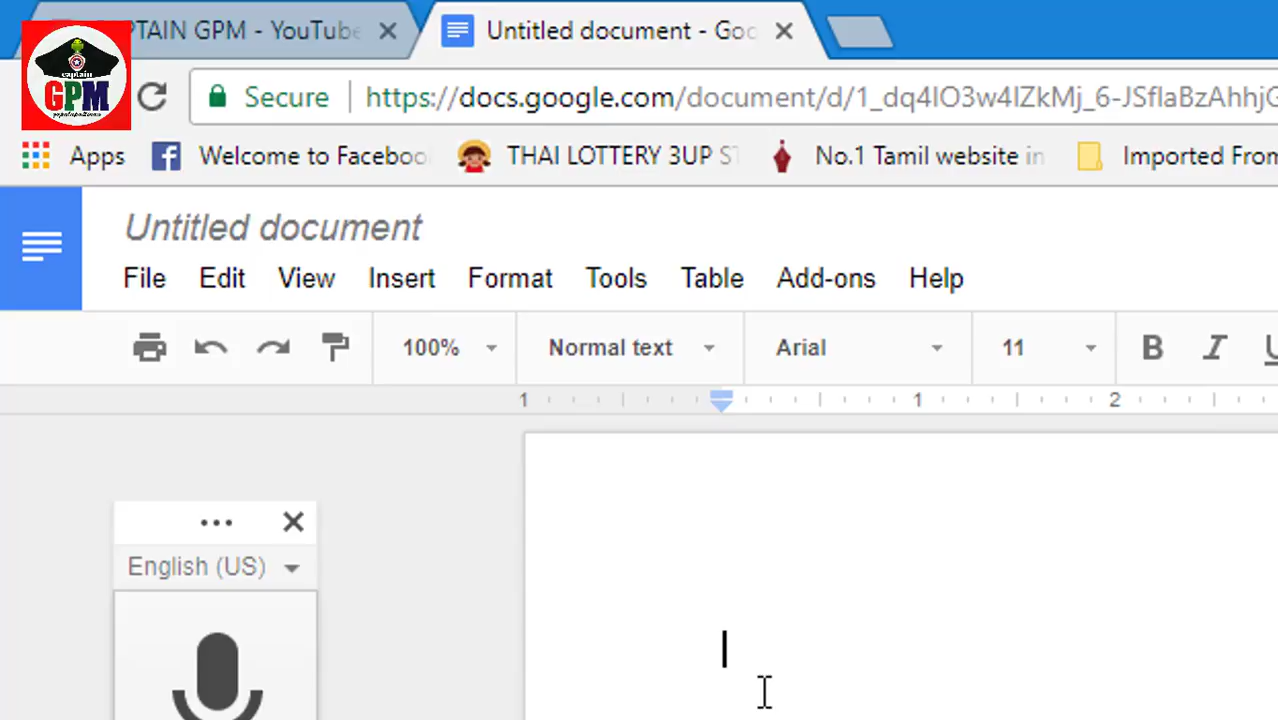 PTAIN GPM - YouTube
Untitled document - Goo
captain
GPM
Secure
https://docs.google.com/document/d/1_dq4IO3w4IZkMj_6-JSflaBzAhhjG
Apps
Welcome to Faceboo
THAI LOTTERY 3UP ST
No.1 Tamil website in
Imported From
Untitled document
File Edit View Insert Format Tools Table Add-ons Help
100% Normal text Arial 11 B I U
1 1 2
English (US)